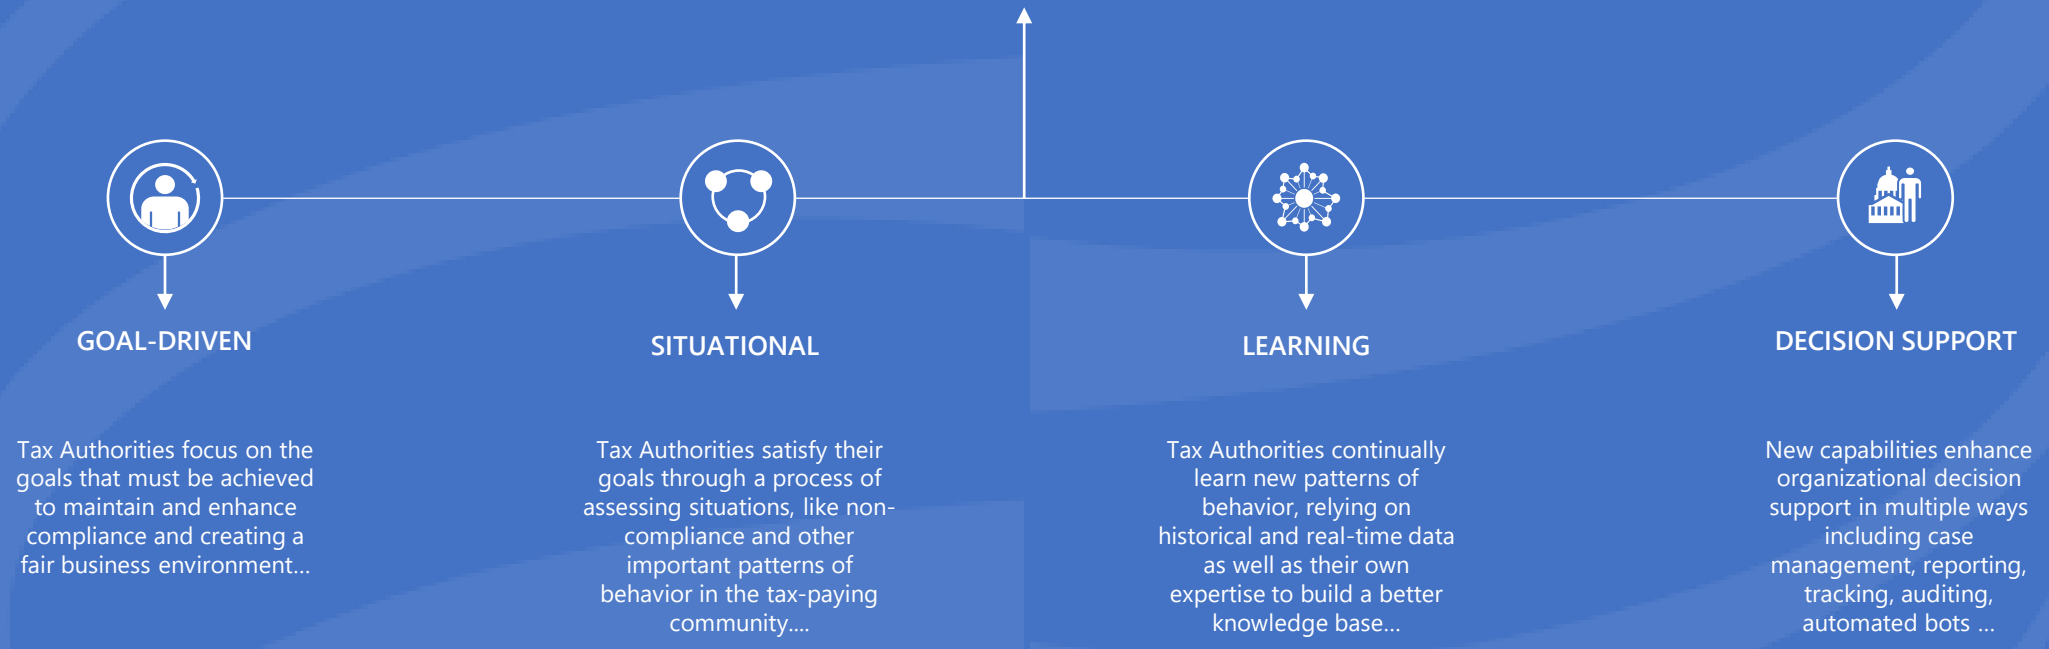 GOAL-DRIVEN
Tax Authorities focus on the
goals that must be achieved
to maintain and enhance
compliance and creating a
fair business environment...
SITUATIONAL
Tax Authorities satisfy their
goals through a process of
assessing situations, like non-
compliance and other
important patterns of
behavior in the tax-paying
community....
LEARNING
Tax Authorities continually
learn new patterns of
behavior, relying on
historical and real-time data
as well as their own
expertise to build a better
knowledge base...
DECISION SUPPORT
New capabilities enhance
organizational decision
support in multiple ways
including case
management, reporting,
tracking, auditing,
automated bots ...